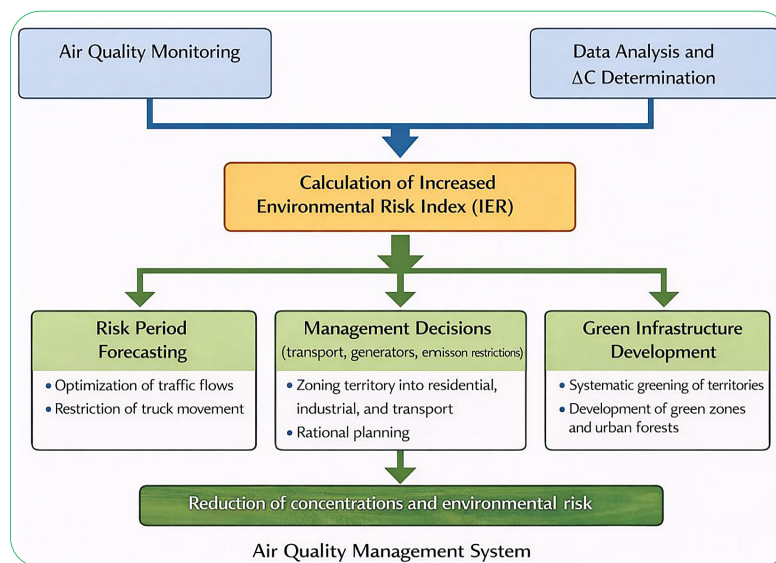 Air Quality Monitoring
Data Analysis and
ΔC Determination
Calculation of Increased
Environmental Risk Index (IER)
Risk Period
Forecasting
• Optimization of traffic flows
• Restriction of truck movement
Management Decisions
(transport, generators, emisson restrictions)
• Zoning territory into residential,
industrial, and transport
• Rational planning
Green Infrastructure
Development
• Systematic greening of territories
• Development of green zones
and urban forests
Reduction of concentrations and environmental risk
Air Quality Management System